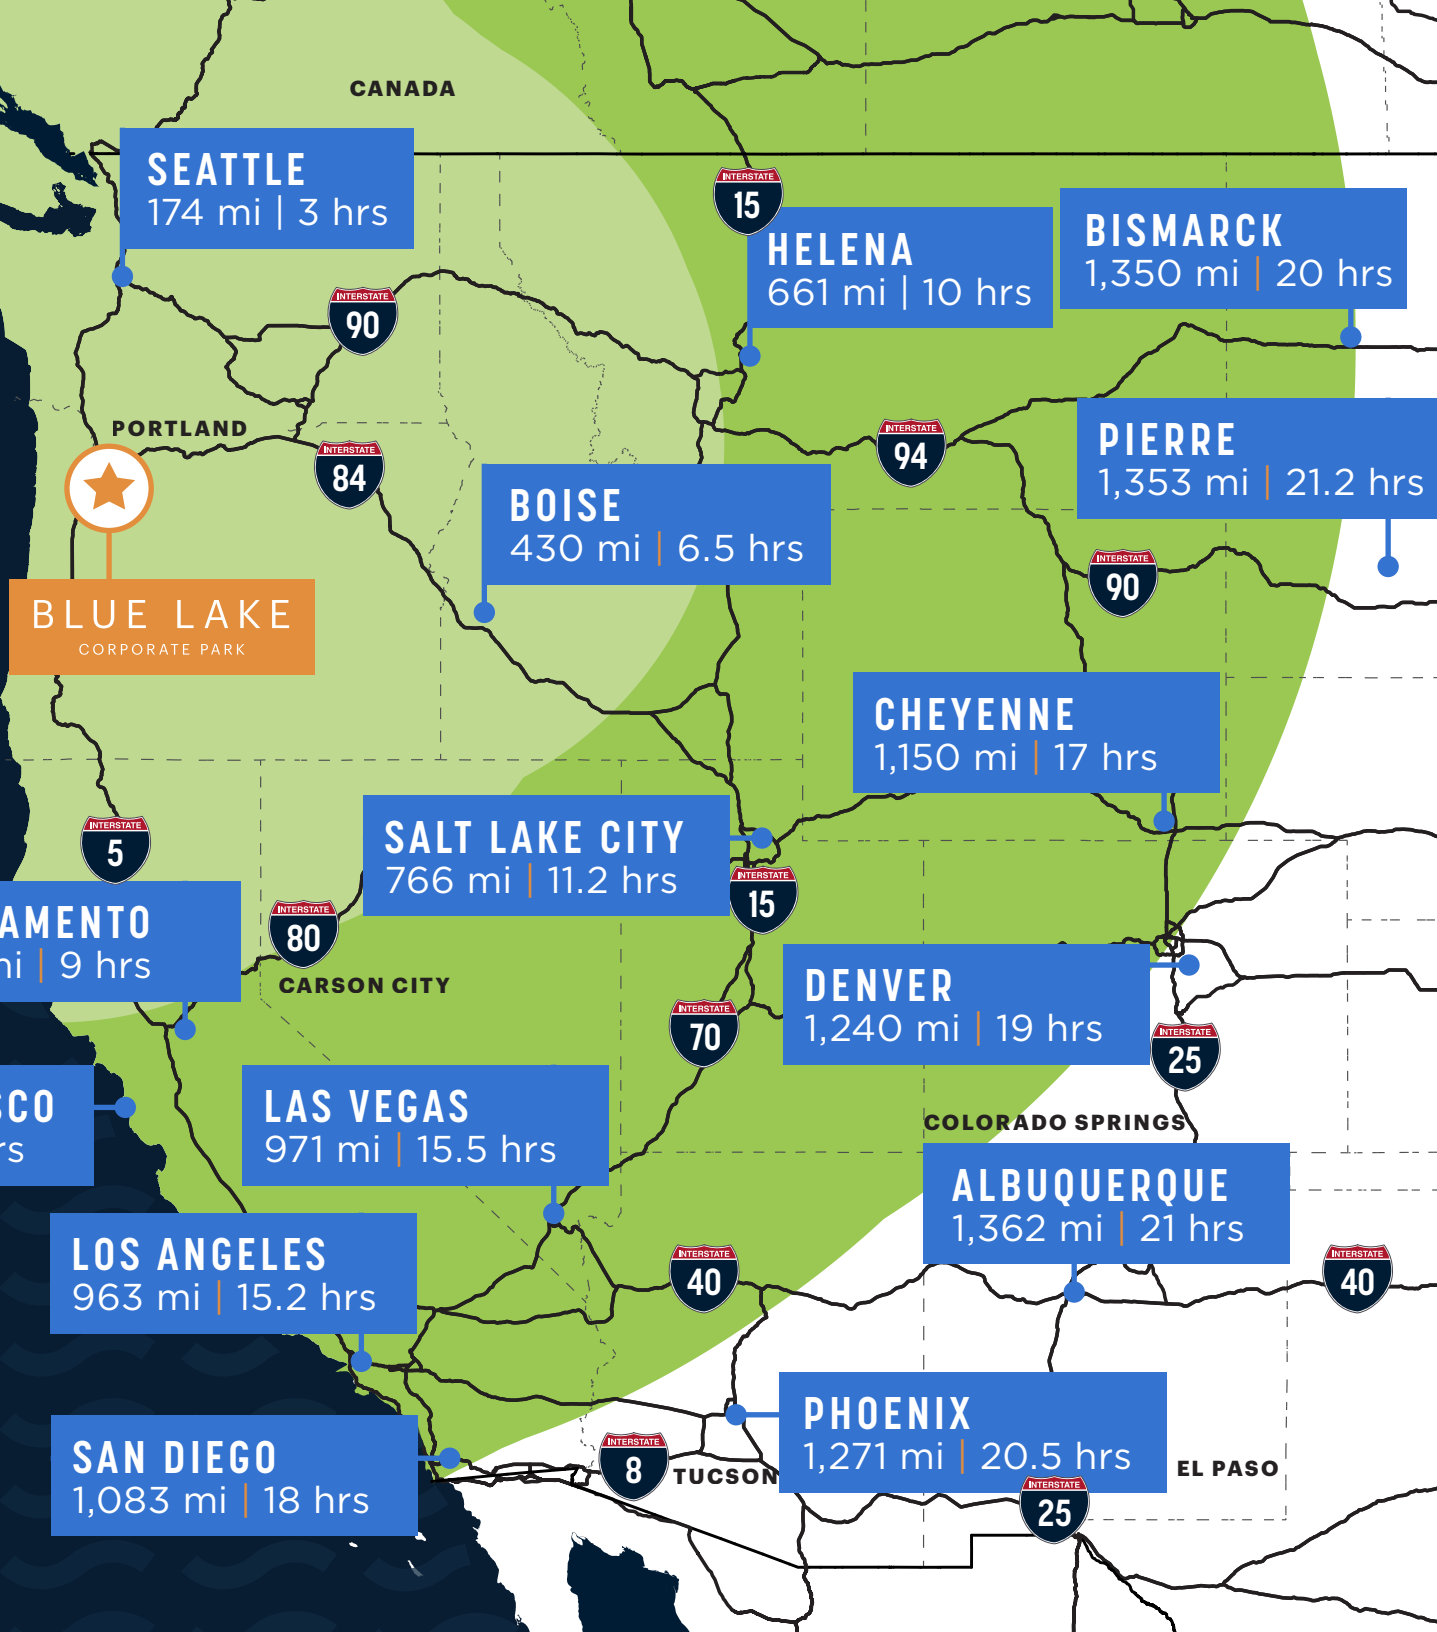 CANADA
SEATTLE
174 mi | 3 hrs
INTERSTATE
15
HELENA
661 mi | 10 hrs
BISMARCK
1,350 mi | 20 hrs
INTERSTATE
90
PORTLAND
INTERSTATE
84
INTERSTATE
94
PIERRE
1,353 mi | 21.2 hrs
BOISE
430 mi | 6.5 hrs
INTERSTATE
90
BLUE LAKE
CORPORATE PARK
CHEYENNE
1,150 mi | 17 hrs
INTERSTATE
5
SALT LAKE CITY
766 mi | 11.2 hrs
INTERSTATE
15
AMENTO
mi | 9 hrs
INTERSTATE
80
CARSON CITY
DENVER
1,240 mi | 19 hrs
INTERSTATE
70
INTERSTATE
25
SCO
rs
LAS VEGAS
971 mi | 15.5 hrs
COLORADO SPRINGS
ALBUQUERQUE
1,362 mi | 21 hrs
LOS ANGELES
963 mi | 15.2 hrs
INTERSTATE
40
INTERSTATE
40
PHOENIX
1,271 mi | 20.5 hrs
SAN DIEGO
1,083 mi | 18 hrs
INTERSTATE
8
TUCSON
EL PASO
INTERSTATE
25